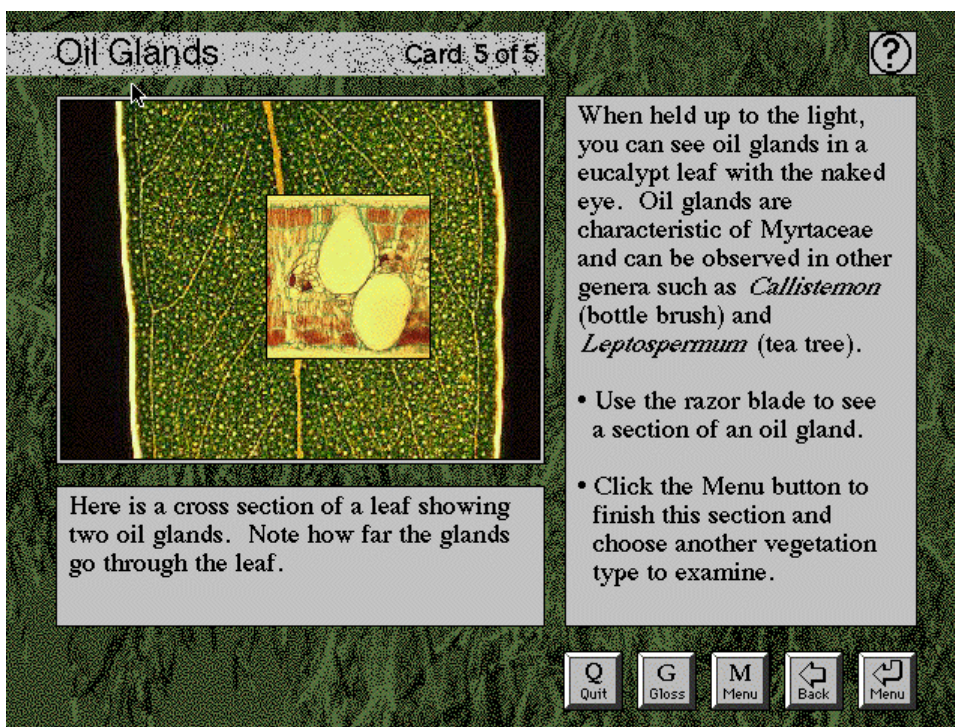 Oil Glands
Card 5 of 5
?
When held up to the light,
you can see oil glands in a
eucalypt leaf with the naked
eye. Oil glands are
characteristic of Myrtaceae
and can be observed in other
genera such as Callistemon
(bottle brush) and
Leptospermum (tea tree).
• Use the razor blade to see
a section of an oil gland.
• Click the Menu button to
finish this section and
choose another vegetation
type to examine.
Here is a cross section of a leaf showing
two oil glands. Note how far the glands
go through the leaf.
Q
Quit
G
Gloss
M
Menu
Back
Menu